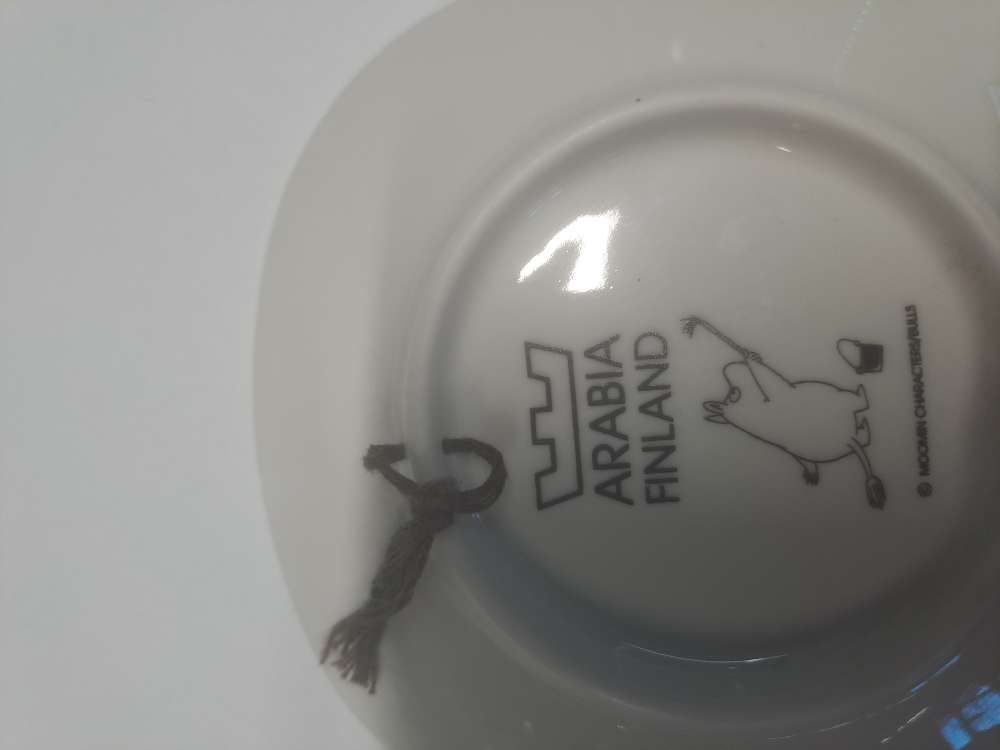 ARABIA
FINLAND
© MOOMIN CHARACTERS/BULLS